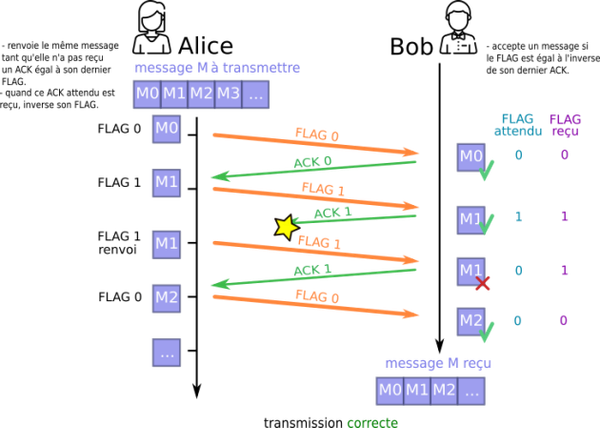 Alice
Bob
- renvoie le même message
tant qu'elle n'a pas reçu
un ACK égal à son dernier
FLAG.
- quand ce ACK attendu est
reçu, inverse son FLAG.
- accepte un message si
le FLAG est égal à l'inverse
de son dernier ACK.
message M à transmettre
M0 M1 M2 M3 ...
FLAG attendu
FLAG reçu
FLAG 0 M0
FLAG 0
M0 0 0
ACK 0
FLAG 1 M1
FLAG 1
M1 1 1
ACK 1
FLAG 1
renvoi
M1
FLAG 1
M1 0 1
ACK 1
FLAG 0 M2
FLAG 0
M2 0 0
...
message M reçu
M0 M1 M2 ...
transmission correcte